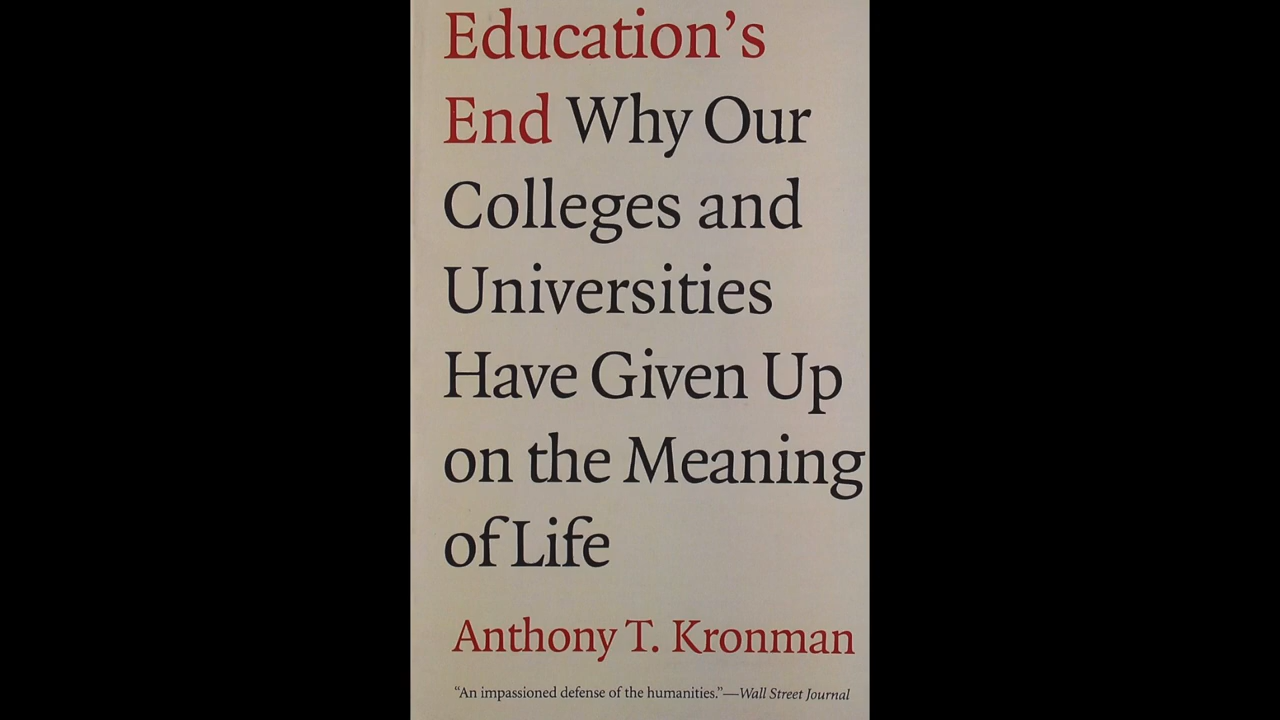 Education’s
End Why Our
Colleges and
Universities
Have Given Up
on the Meaning
of Life
Anthony T. Kronman
“An impassioned defense of the humanities.”—Wall Street Journal